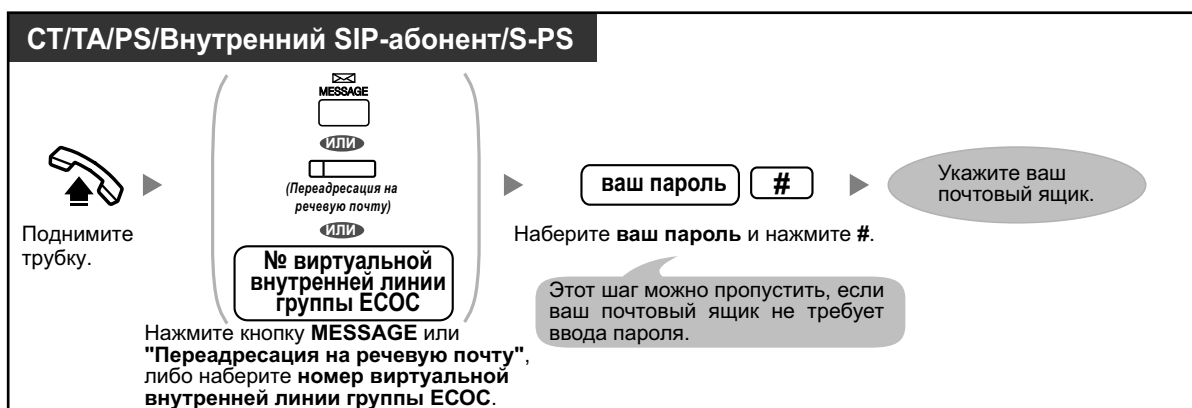 CT/TA/PS/Внутренний SIP-абонент/S-PS
Поднимите
трубку.
MESSAGE
ИЛИ
(Переадресация на
речевую почту)
ИЛИ
№ виртуальной
внутренней линии
группы ЕСОС
Нажмите кнопку MESSAGE или
"Переадресация на речевую почту",
либо наберите номер виртуальной
внутренней линии группы ЕСОС.
ваш пароль #
Наберите ваш пароль и нажмите #.
Этот шаг можно пропустить, если
ваш почтовый ящик не требует
ввода пароля.
Укажите ваш
почтовый ящик.